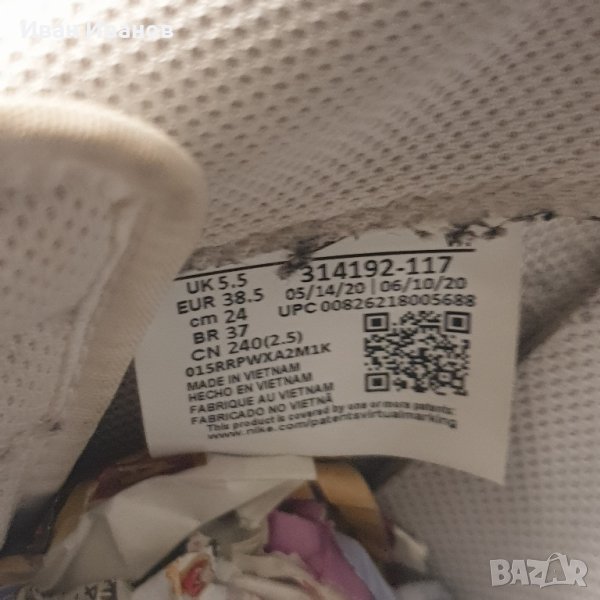 Иван Иванов
UK 5.5
EUR 38.5
cm 24
BR 37
CN 240(2.5)
314192-117
05/14/20 | 06/10/20
UPC 00826218005688
015RRPWXA2M1K
MADE IN VIETNAM
HECHO EN VIETNAM
FABRIQUE AU VIETNAM
FABRICADO NO VIETNÃ
This product is covered by one or more patents:
www.nike.com/patentsvirtualmarking
BAZAR